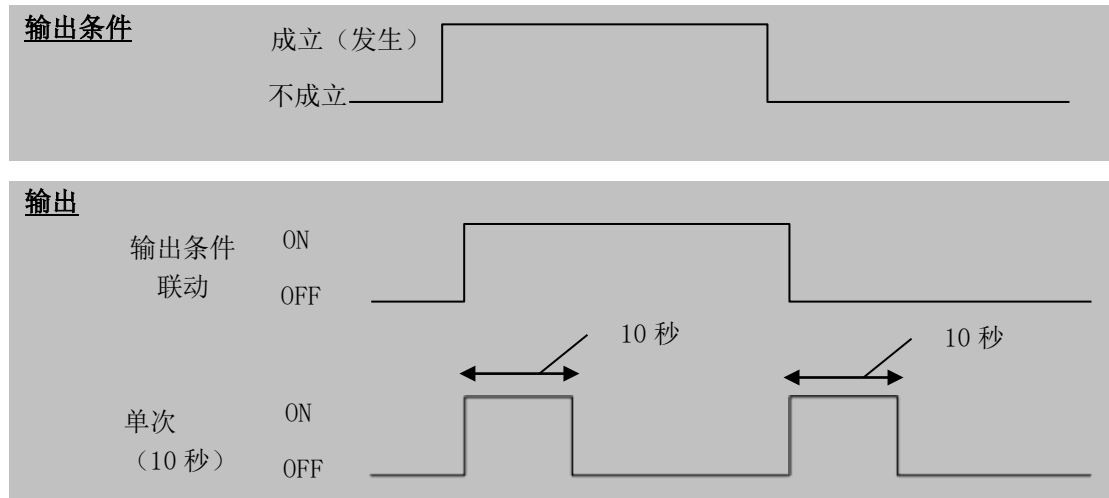 输出条件
成立（发生）
不成立
输出
输出条件
联动
ON
OFF
10 秒
10 秒
单次
（10 秒）
ON
OFF